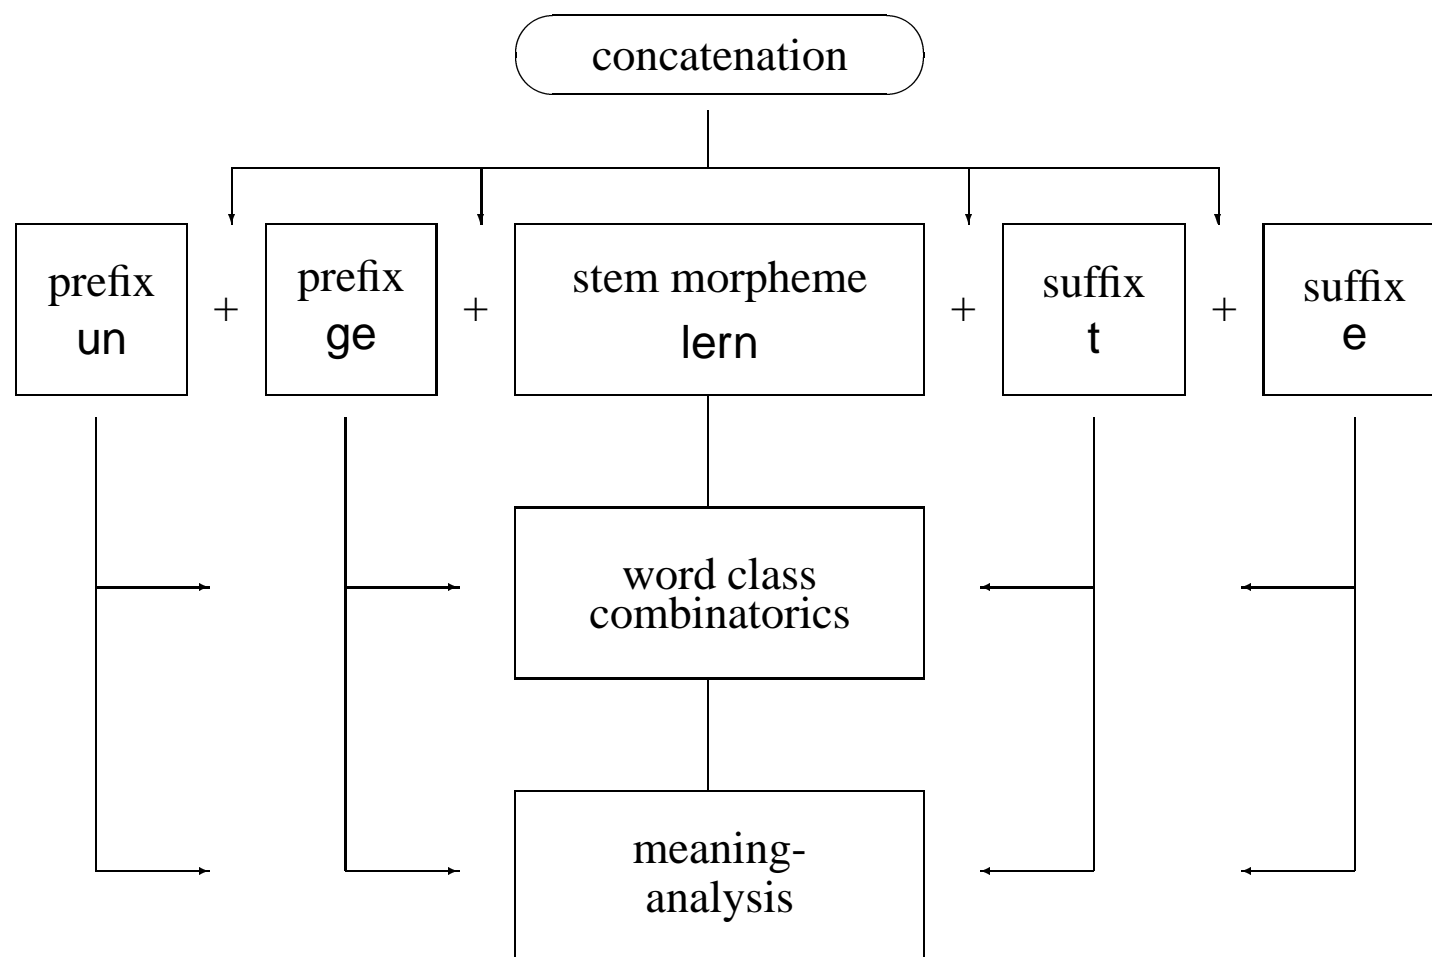 concatenation
prefix
un
+
prefix
ge
+
stem morpheme
lern
+
suffix
t
+
suffix
e
word class
combinatorics
meaning-
analysis